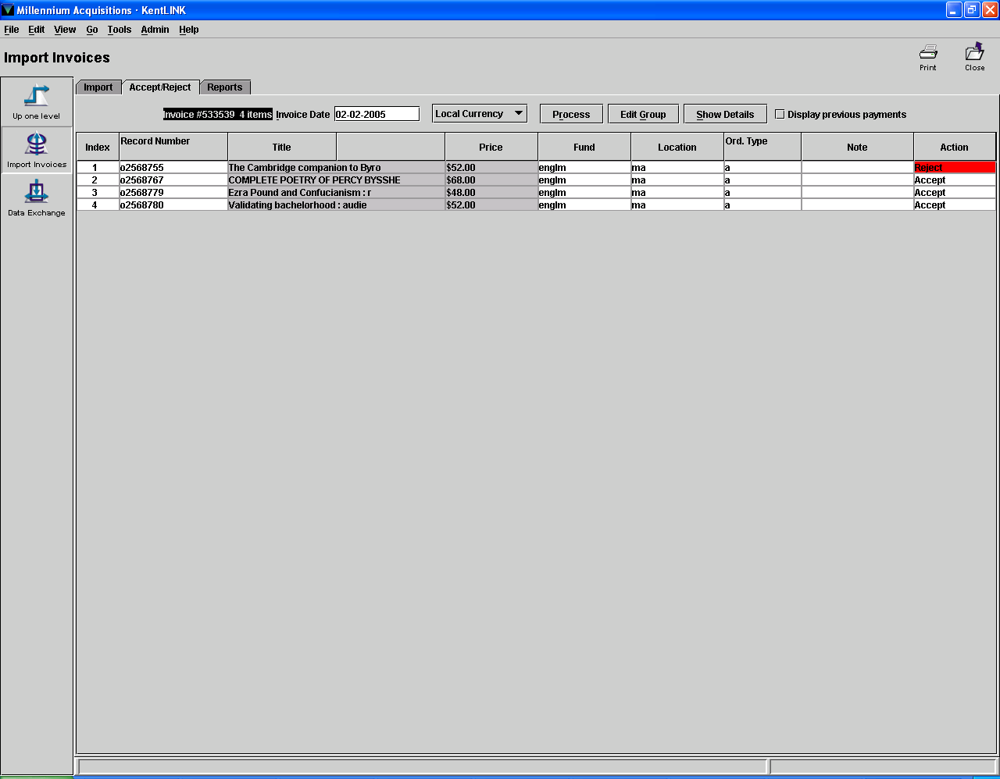 Millennium Acquisitions · KentLINK
File Edit View Go Tools Admin Help
Import Invoices
Print Close
Up one level
Import Invoices
Data Exchange
Import Accept/Reject Reports
Invoice #533539 4 items Invoice Date 02-02-2005 Local Currency Process Edit Group Show Details Display previous payments
Index Record Number Title Price Fund Location Ord. Type Note Action
1 o2568755 The Cambridge companion to Byro $52.00 englm ma a Reject
2 o2568767 COMPLETE POETRY OF PERCY BYSSHE $68.00 englm ma a Accept
3 o2568779 Ezra Pound and Confucianism : r $48.00 englm ma a Accept
4 o2568780 Validating bachelorhood : audie $52.00 englm ma a Accept